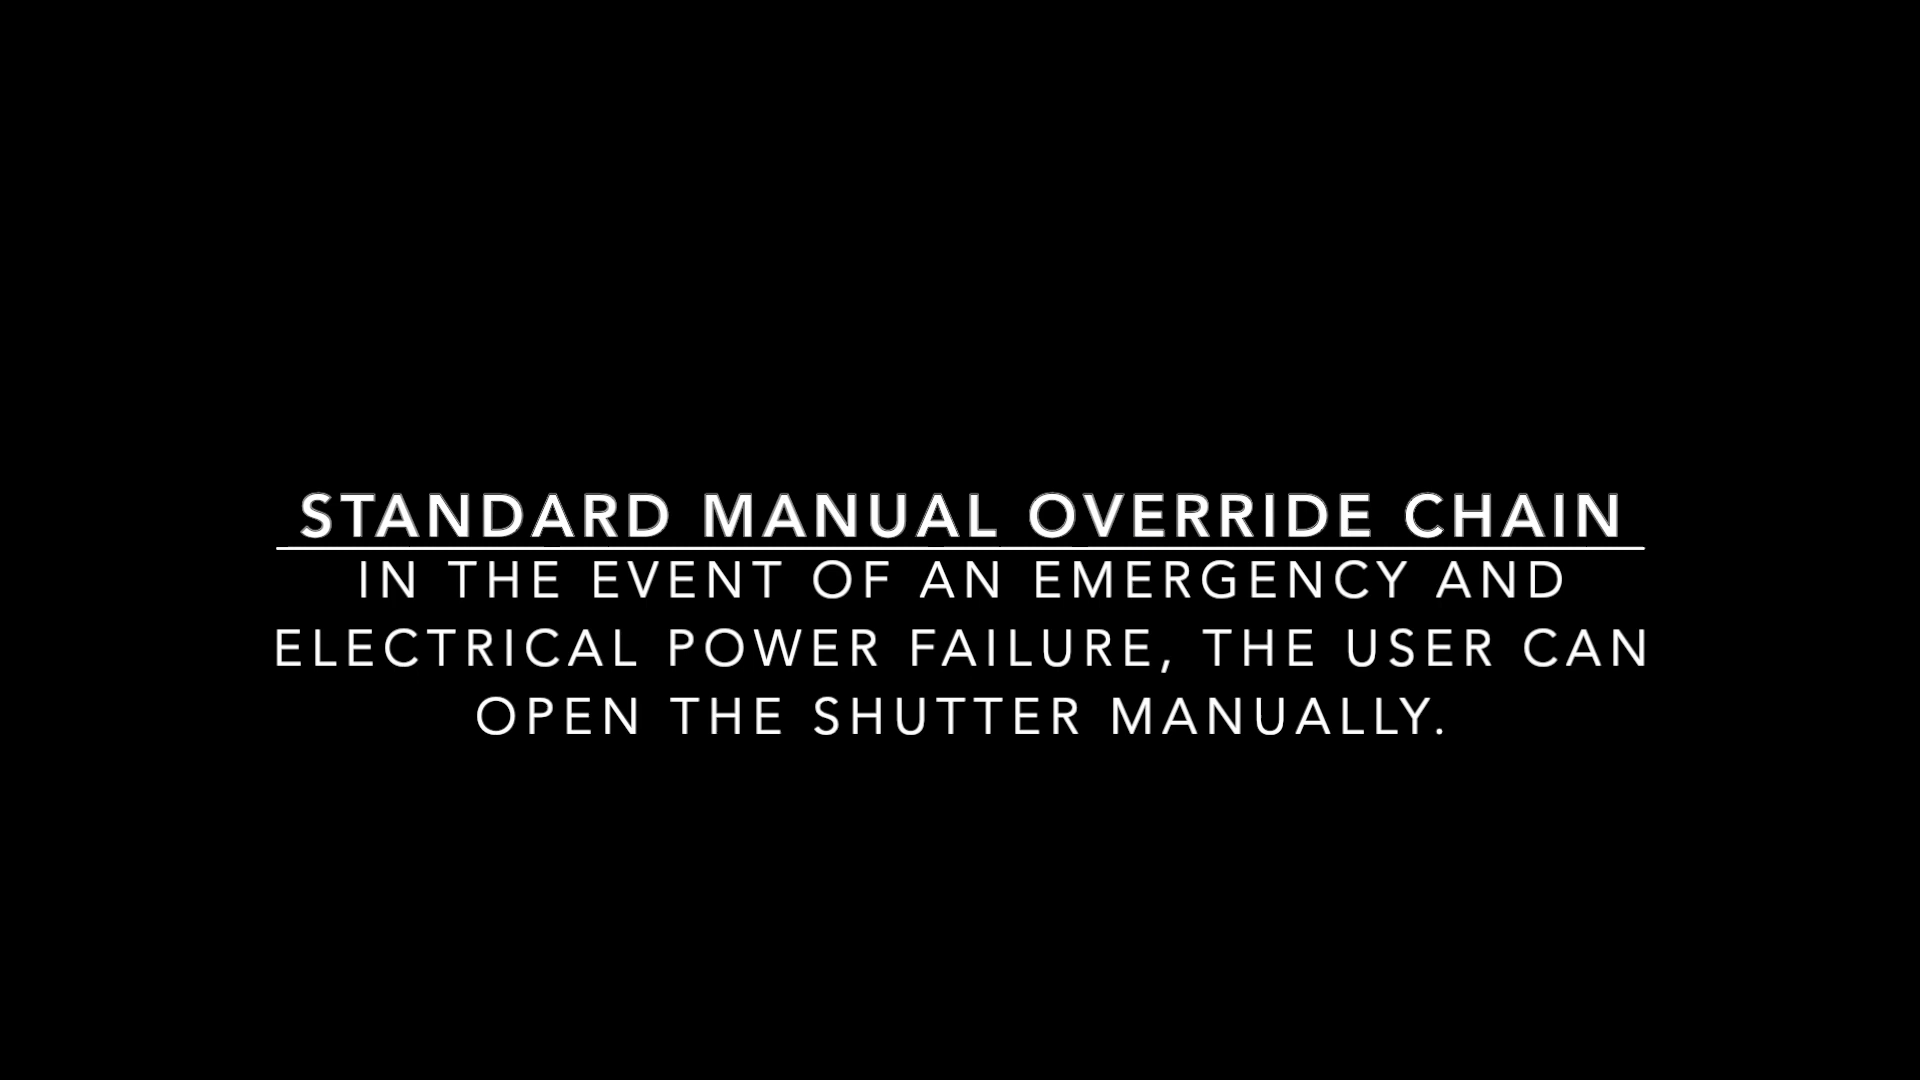 STANDARD MANUAL OVERRIDE CHAIN
IN THE EVENT OF AN EMERGENCY AND
ELECTRICAL POWER FAILURE, THE USER CAN
OPEN THE SHUTTER MANUALLY.